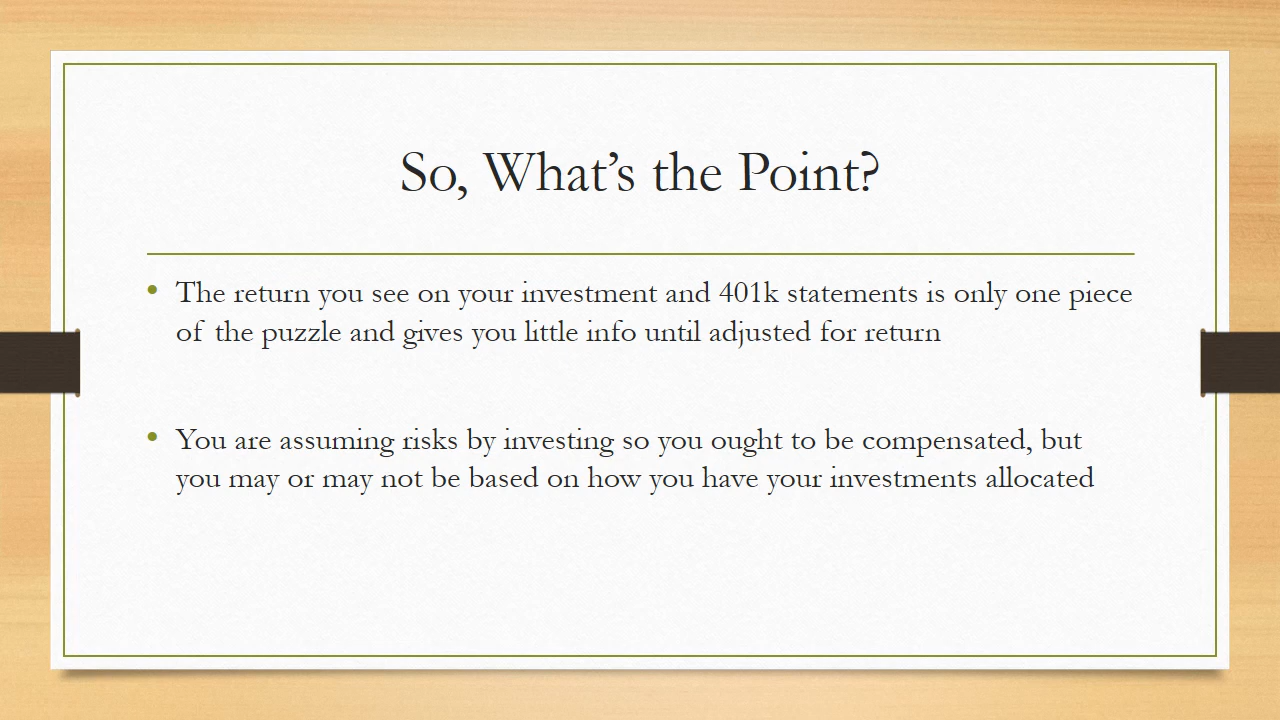 So, What’s the Point?
• The return you see on your investment and 401k statements is only one piece
of the puzzle and gives you little info until adjusted for return
• You are assuming risks by investing so you ought to be compensated, but
you may or may not be based on how you have your investments allocated